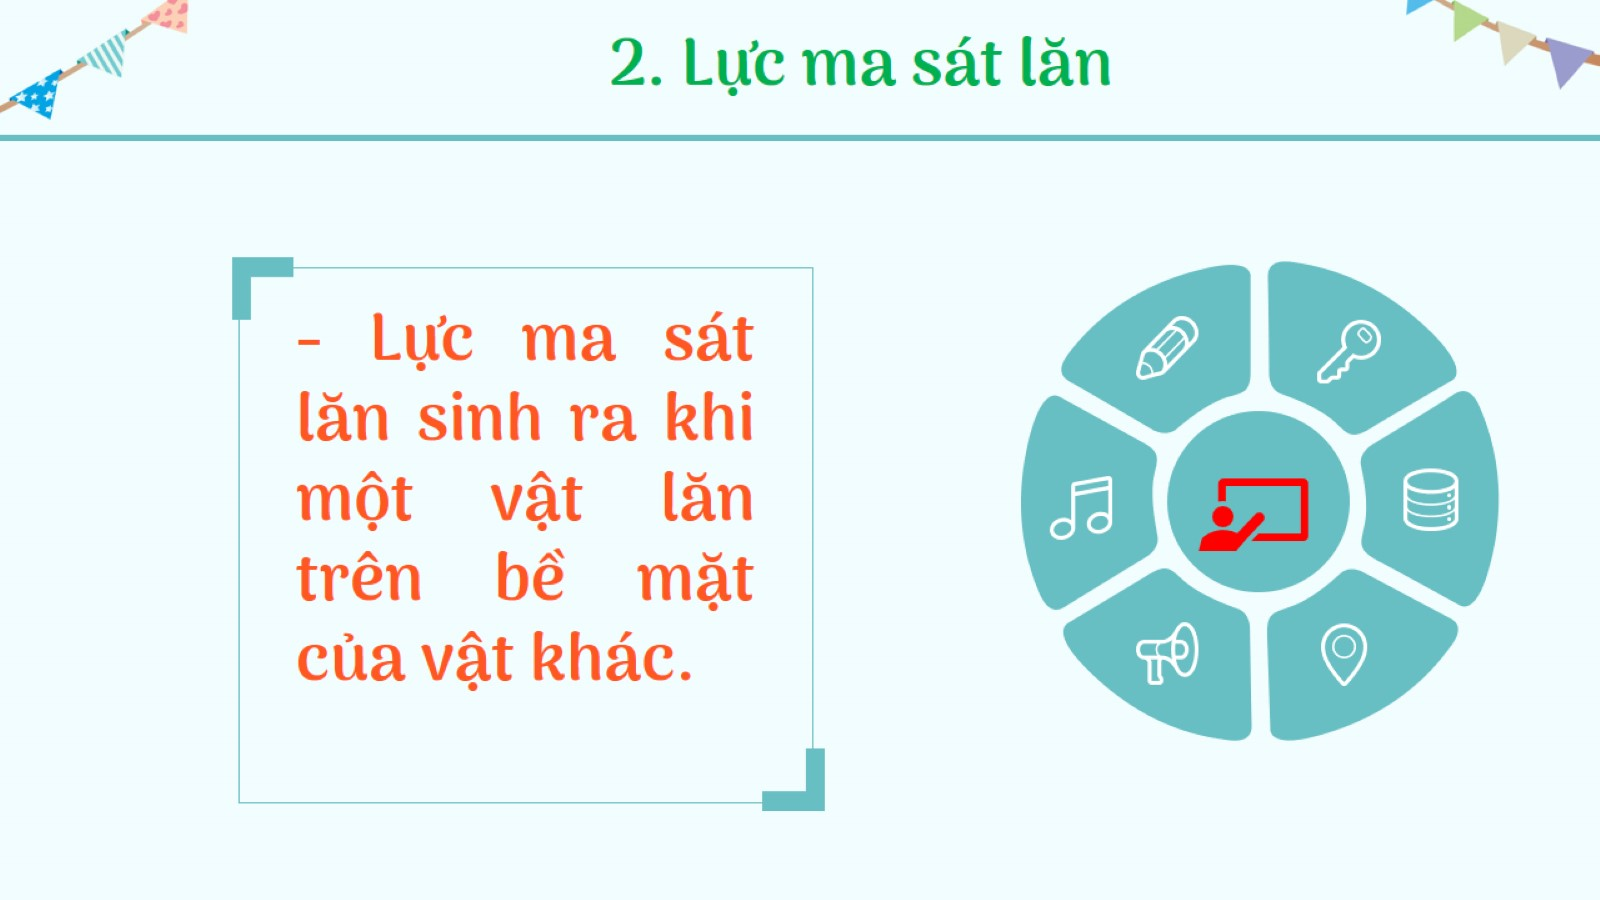 2. Lực ma sát lăn
- Lực ma sát
lăn sinh ra khi
một vật lăn
trên bề mặt
của vật khác.